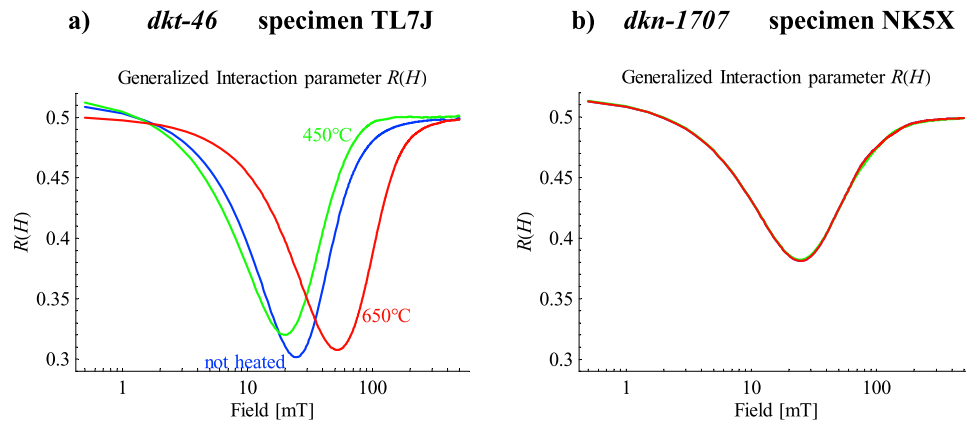 a) dkt-46 specimen TL7J
Generalized Interaction parameter R(H)
0.5
0.45
0.4
0.35
0.3
R(H)
450°C
650°C
not heated
1 10 100
Field [mT]
b) dkn-1707 specimen NK5X
Generalized Interaction parameter R(H)
0.5
0.45
0.4
0.35
0.3
R(H)
1 10 100
Field [mT]